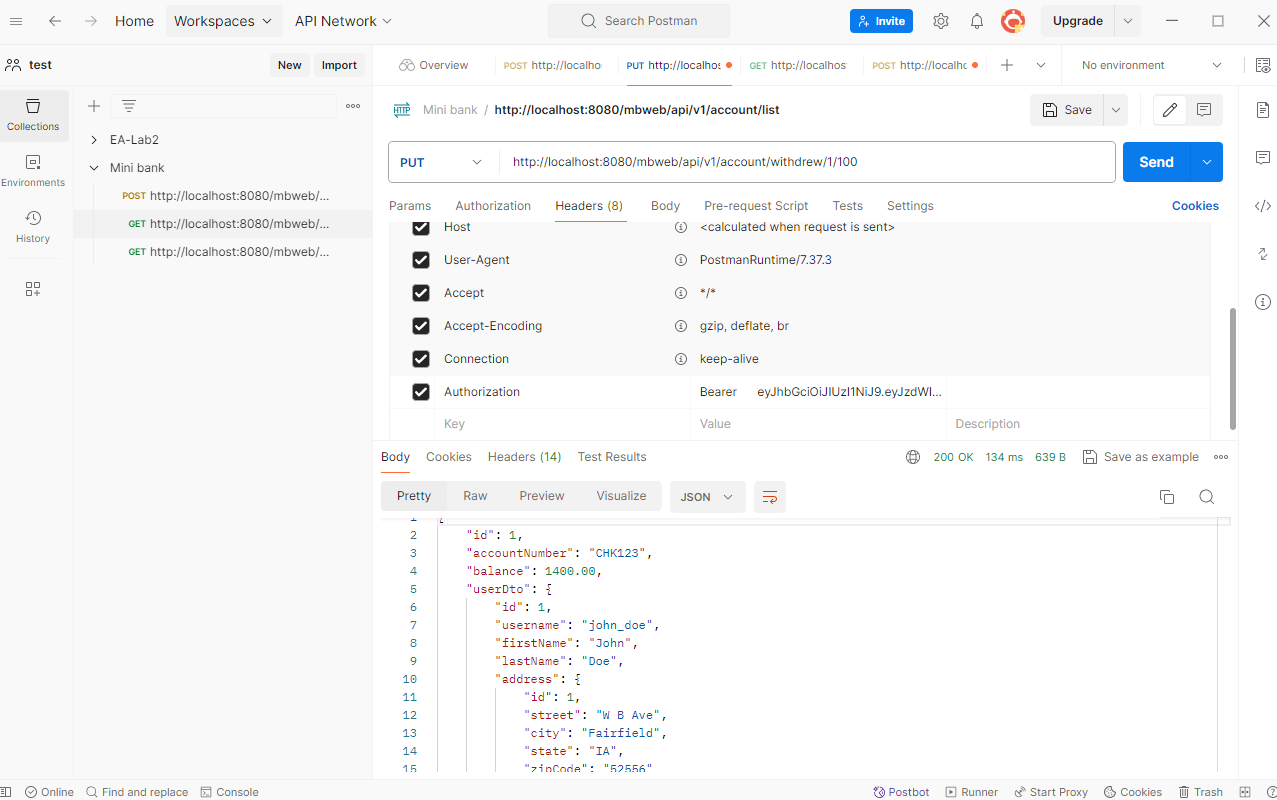 Home Workspaces API Network Search Postman Invite Upgrade
test New Import Overview POST http://localho PUT http://localhos GET http://localhos POST http://localhc No environment
Collections
Environments
History
EA-Lab2
Mini bank
POST http://localhost:8080/mbweb/...
GET http://localhost:8080/mbweb/...
GET http://localhost:8080/mbweb/...
HTTP Mini bank / http://localhost:8080/mbweb/api/v1/account/list Save
PUT http://localhost:8080/mbweb/api/v1/account/withdrew/1/100 Send
Params Authorization Headers (8) Body Pre-request Script Tests Settings Cookies
Host <calculated when request is sent>
User-Agent PostmanRuntime/7.37.3
Accept */*
Accept-Encoding gzip, deflate, br
Connection keep-alive
Authorization Bearer eyJhbGciOiJIUzI1NiJ9.eyJzdWI...
Key Value Description
Body Cookies Headers (14) Test Results 200 OK 134 ms 639 B Save as example
Pretty Raw Preview Visualize JSON
1 {
2 "id": 1,
3 "accountNumber": "CHK123",
4 "balance": 1400.00,
5 "userDto": {
6 "id": 1,
7 "username": "john_doe",
8 "firstName": "John",
9 "lastName": "Doe",
10 "address": {
11 "id": 1,
12 "street": "W B Ave",
13 "city": "Fairfield",
14 "state": "IA",
15 "zipCode": "52556"
Online Find and replace Console Postbot Runner Start Proxy Cookies Trash